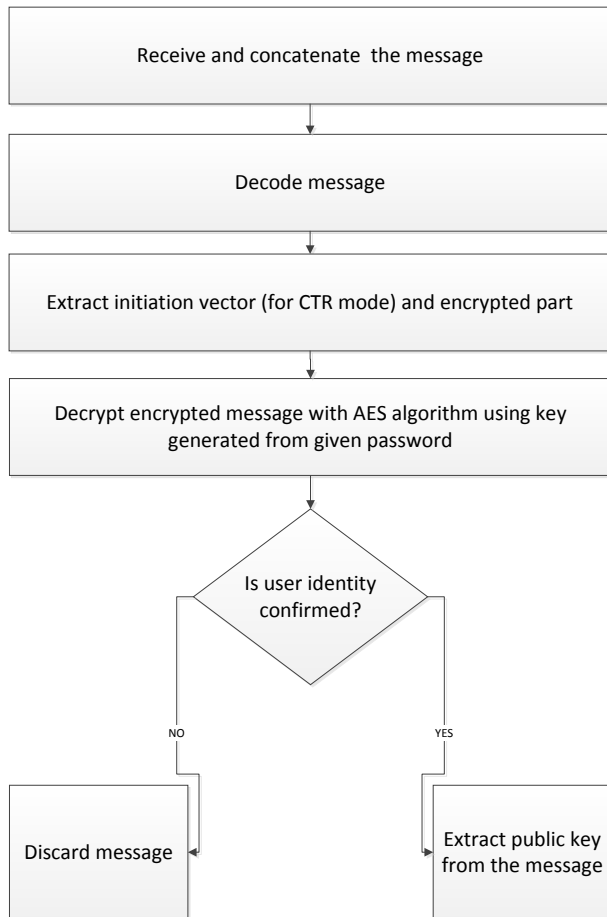 Receive and concatenate  the message
Decode message
Extract initiation vector (for CTR mode) and encrypted part
Decrypt encrypted message with AES algorithm using key
generated from given password
Is user identity
confirmed?
NO
YES
Discard message
Extract public key
from the message